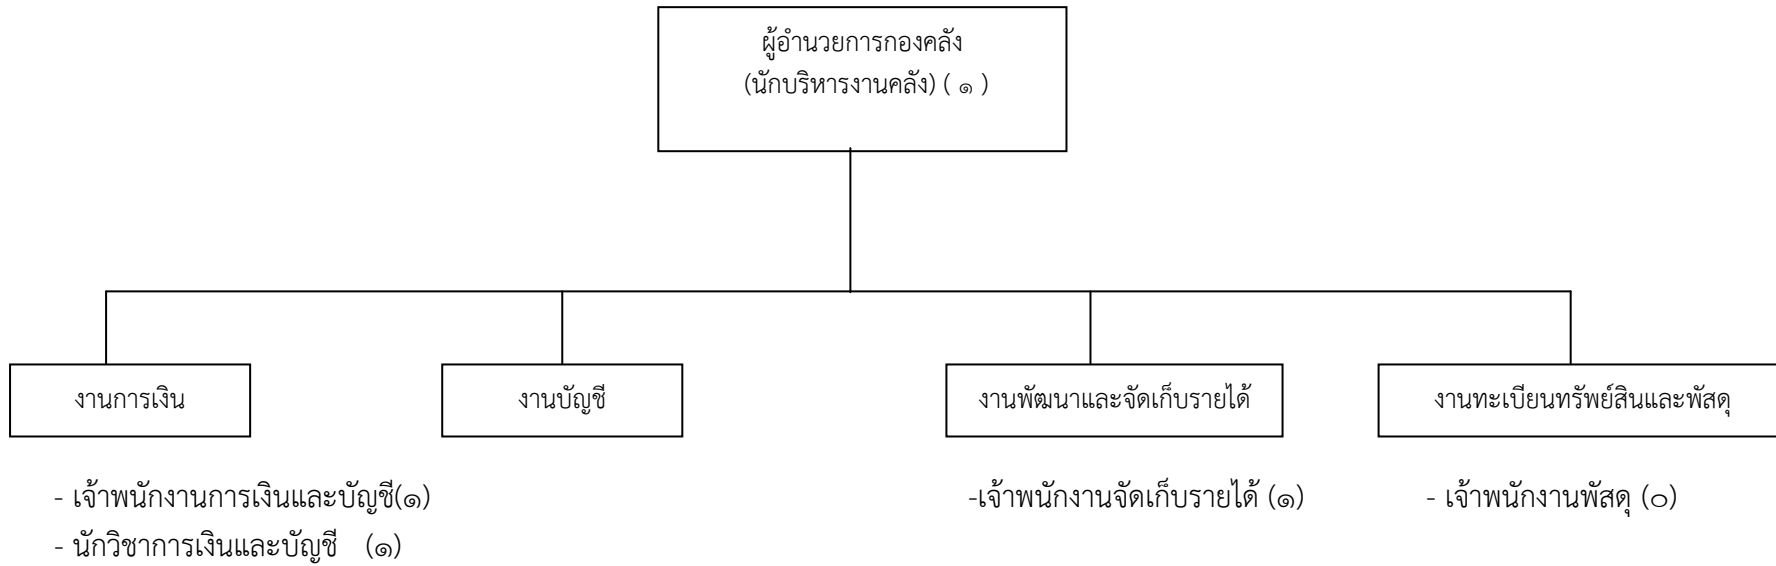 ผู้อำนวยการกองคลัง
(นักบริหารงานคลัง) ( ๑ )
งานการเงิน
งานบัญชี
งานพัฒนาและจัดเก็บรายได้
งานทะเบียนทรัพย์สินและพัสดุ
- เจ้าพนักงานการเงินและบัญชี(๑)
- นักวิชาการเงินและบัญชี (๑)
-เจ้าพนักงานจัดเก็บรายได้ (๑)
- เจ้าพนักงานพัสดุ (๐)